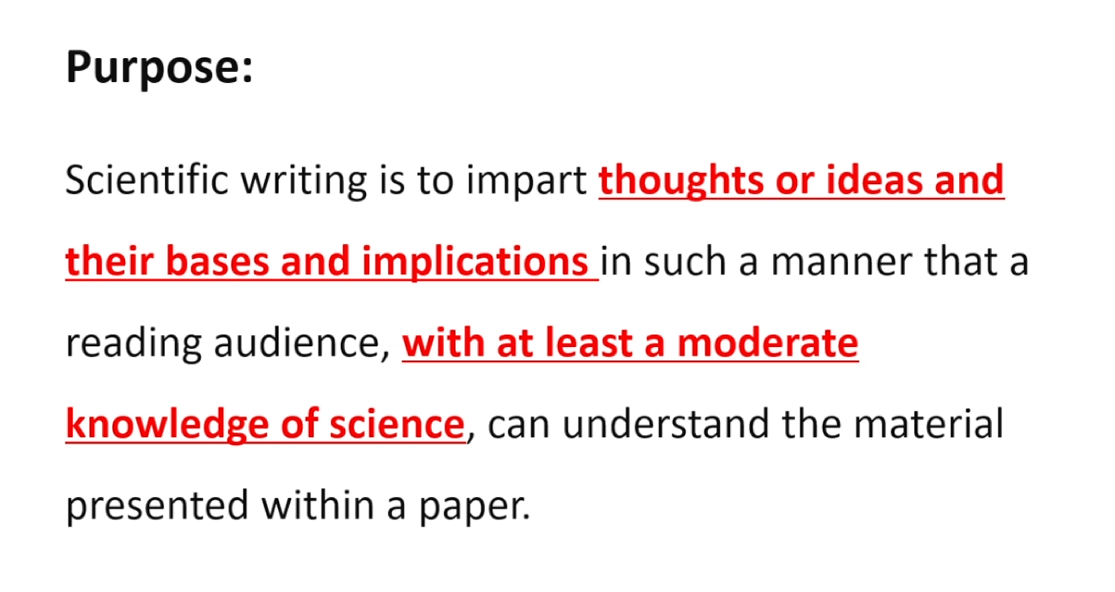 Purpose:
Scientific writing is to impart thoughts or ideas and
their bases and implications in such a manner that a
reading audience, with at least a moderate
knowledge of science, can understand the material
presented within a paper.